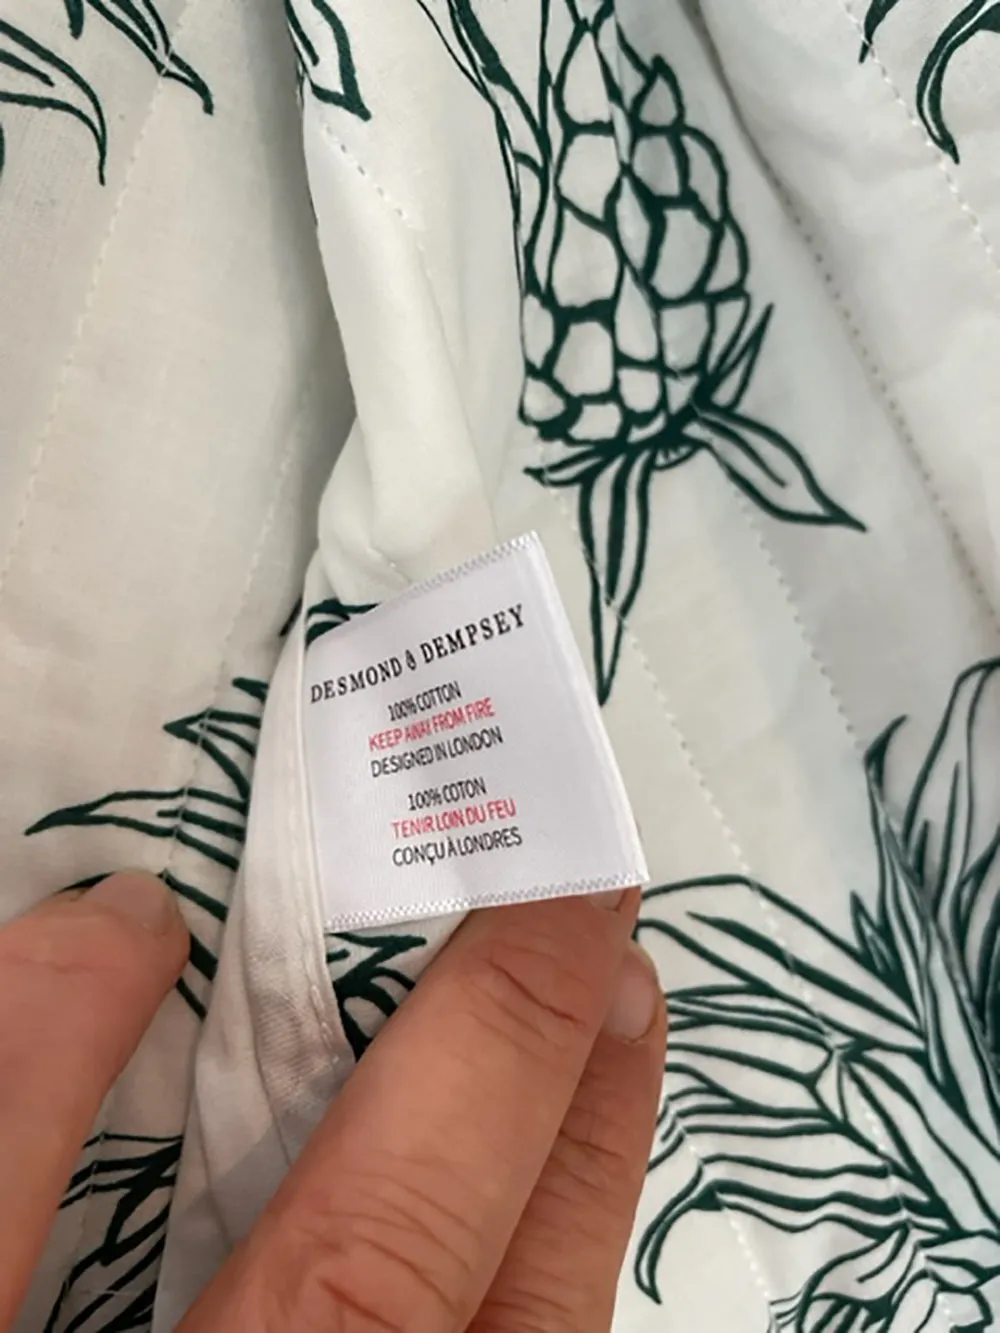 DESMOND & DEMPSEY
100% COTTON
KEEP AWAY FROM FIRE
DESIGNED IN LONDON
100% COTON
TENIR LOIN DU FEU
CONÇU À LONDRES